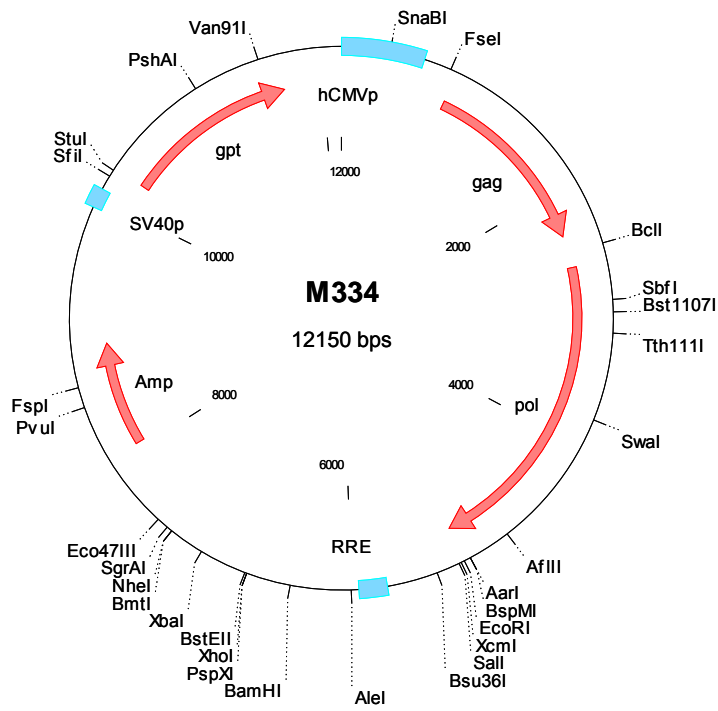 SnaBI
Van91I
FseI
PshAI
hCMVp
StuI
gpt
SfiI
12000
gag
SV40p
2000
BclI
10000
M334
SbfI
Bst1107I
12150 bps
Tth111I
Amp
8000
4000
pol
FspI
PvuI
SwaI
6000
RRE
Eco47III
AflII
SgrAI
NheI
AarI
BmtI
BspMI
XbaI
EcoRI
BstEII
XcmI
XhoI
SalI
PspXI
Bsu36I
BamHI
AleI